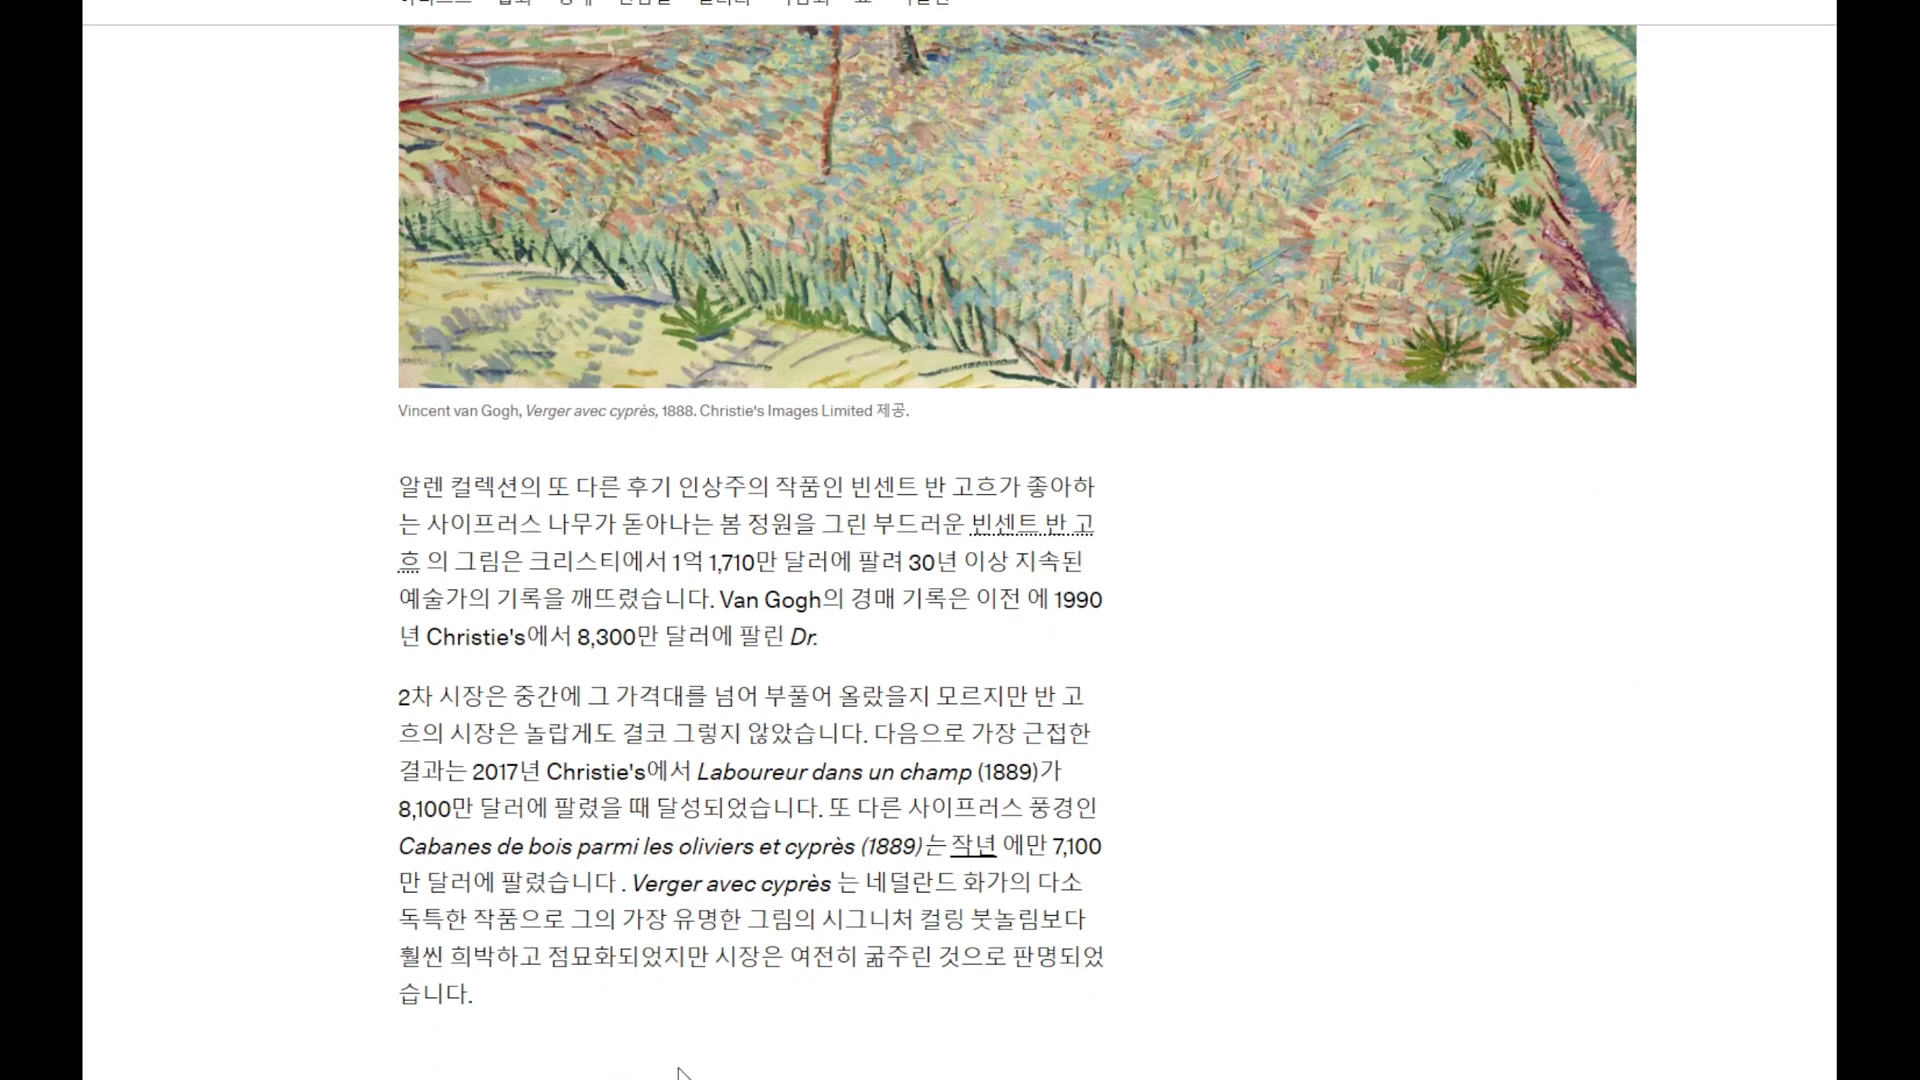 Vincent van Gogh, Verger avec cyprès, 1888. Christie's Images Limited 제공.
알렌 컬렉션의 또 다른 후기 인상주의 작품인 빈센트 반 고흐가 좋아하
는 사이프러스 나무가 돋아나는 봄 정원을 그린 부드러운 빈센트 반 고
흐 의 그림은 크리스티에서 1억 1,710만 달러에 팔려 30년 이상 지속된
예술가의 기록을 깨뜨렸습니다. Van Gogh의 경매 기록은 이전 에 1990
년 Christie's에서 8,300만 달러에 팔린 Dr.
2차 시장은 중간에 그 가격대를 넘어 부풀어 올랐을지 모르지만 반 고
흐의 시장은 놀랍게도 결코 그렇지 않았습니다. 다음으로 가장 근접한
결과는 2017년 Christie's에서 Laboureur dans un champ (1889)가
8,100만 달러에 팔렸을 때 달성되었습니다. 또 다른 사이프러스 풍경인
Cabanes de bois parmi les oliviers et cyprès (1889)는 작년 에만 7,100
만 달러에 팔렸습니다 . Verger avec cyprès 는 네덜란드 화가의 다소
독특한 작품으로 그의 가장 유명한 그림의 시그니처 컬링 붓놀림보다
훨씬 희박하고 점묘화되었지만 시장은 여전히 굶주린 것으로 판명되었
습니다.